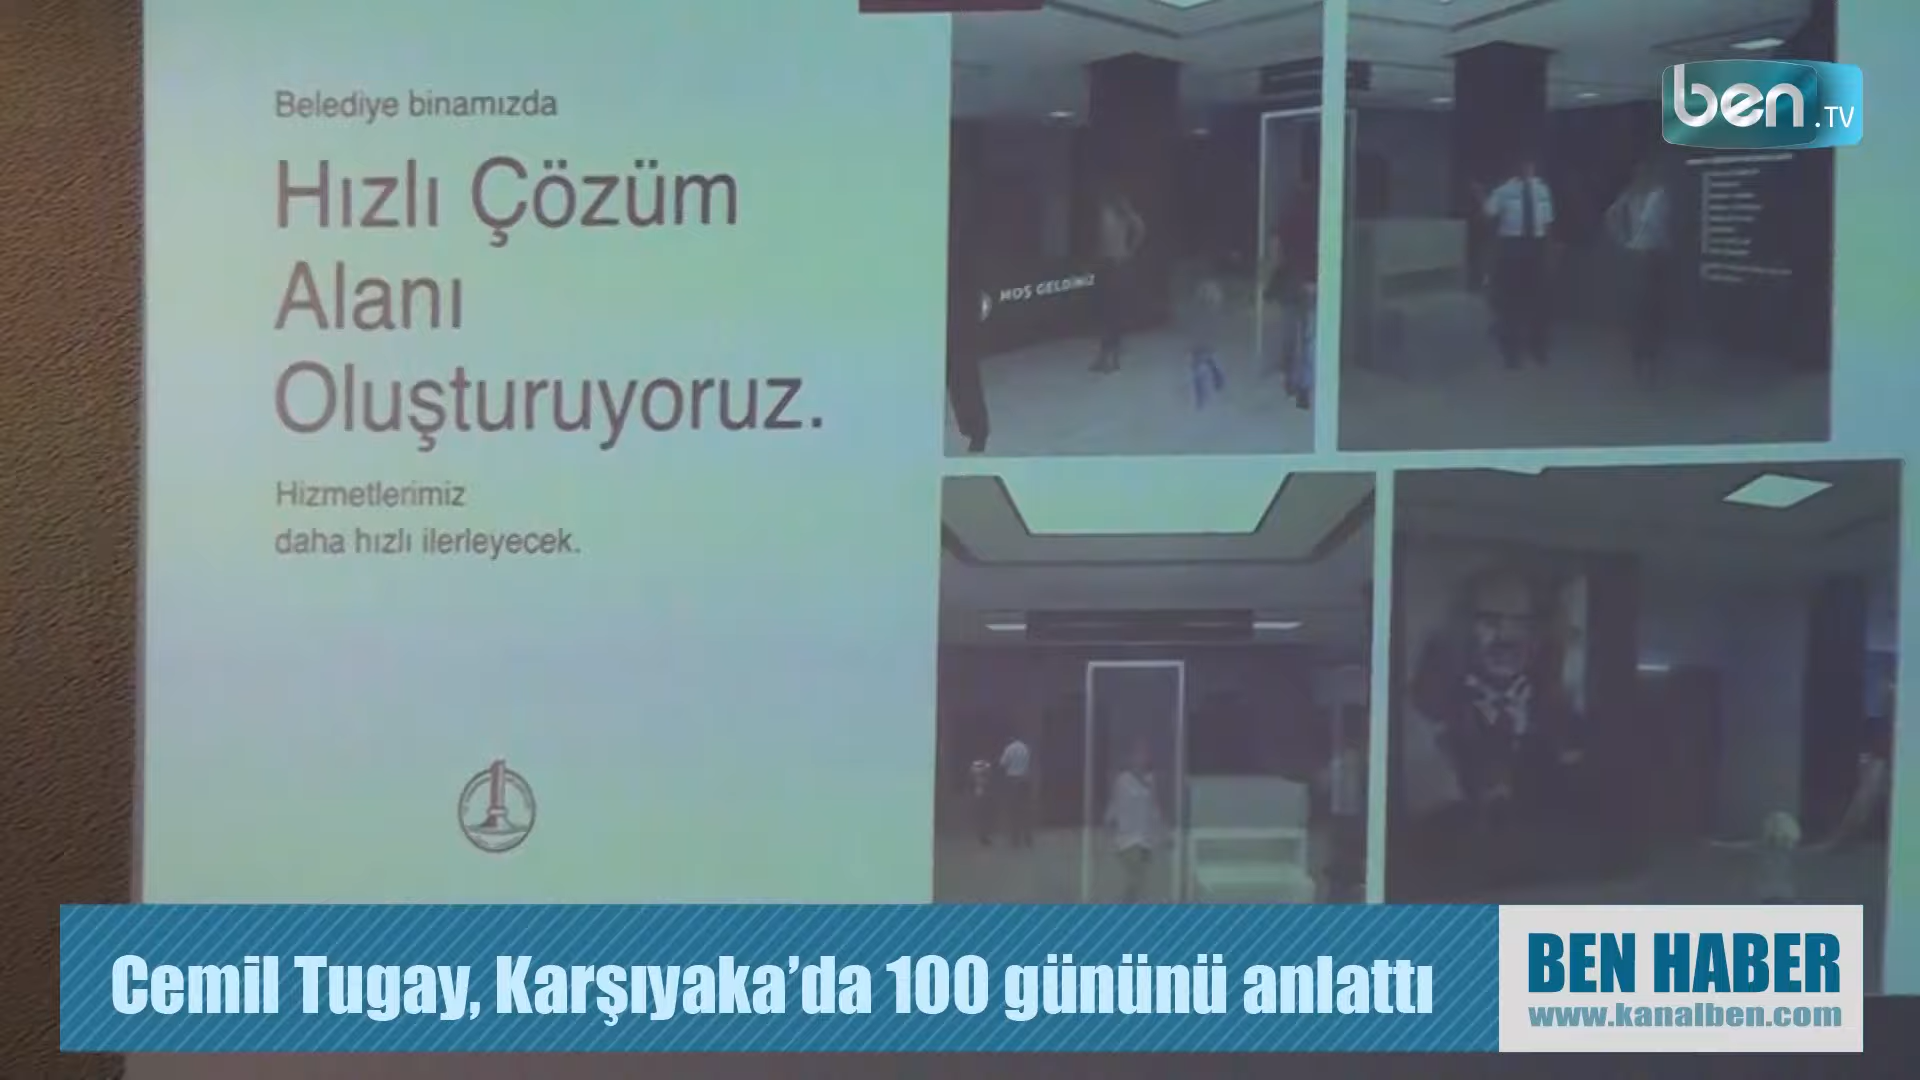 Belediye binamızda
Hızlı Çözüm
Alanı
Oluşturuyoruz.
Hizmetlerimiz
daha hızlı ilerleyecek.
HOŞ GELDİNİZ
ben.TV
Cemil Tugay, Karşıyaka’da 100 gününü anlattı
BEN HABER
www.kanalben.com